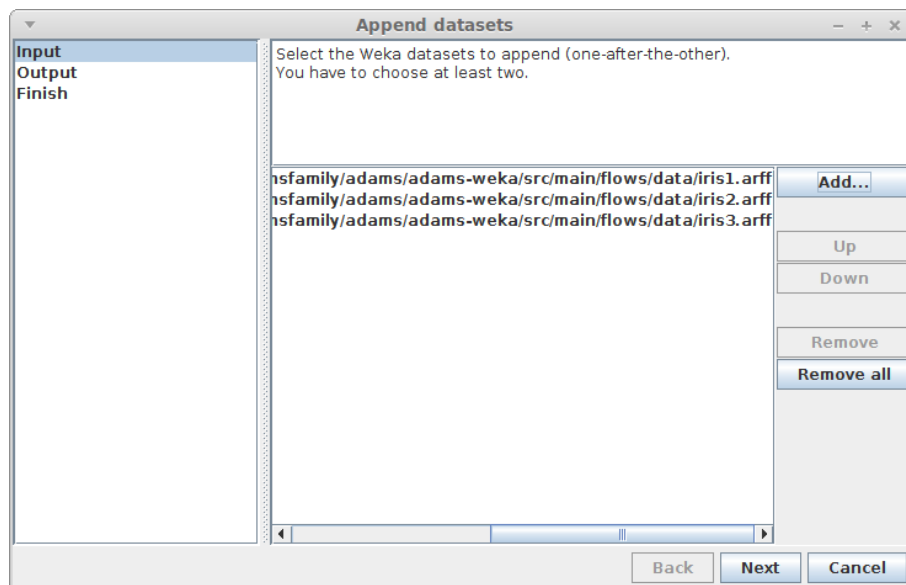 Append datasets
Input
Output
Finish
Select the Weka datasets to append (one-after-the-other).
You have to choose at least two.
nsfamily/adams/adams-weka/src/main/flows/data/iris1.arff
nsfamily/adams/adams-weka/src/main/flows/data/iris2.arff
nsfamily/adams/adams-weka/src/main/flows/data/iris3.arff
Add...
Up
Down
Remove
Remove all
Back
Next
Cancel